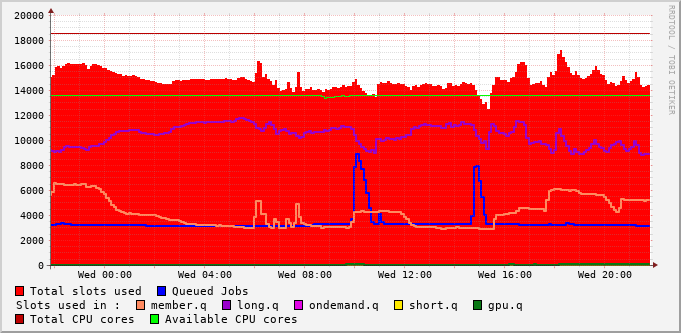 20000
18000
16000
14000
12000
10000
8000
6000
4000
2000
0
Wed 00:00 Wed 04:00 Wed 08:00 Wed 12:00 Wed 16:00 Wed 20:00
RRDTOOL / TOBI OETIKER
Total slots used Queued Jobs
Slots used in : member.q long.q ondemand.q short.q gpu.q
Total CPU cores Available CPU cores